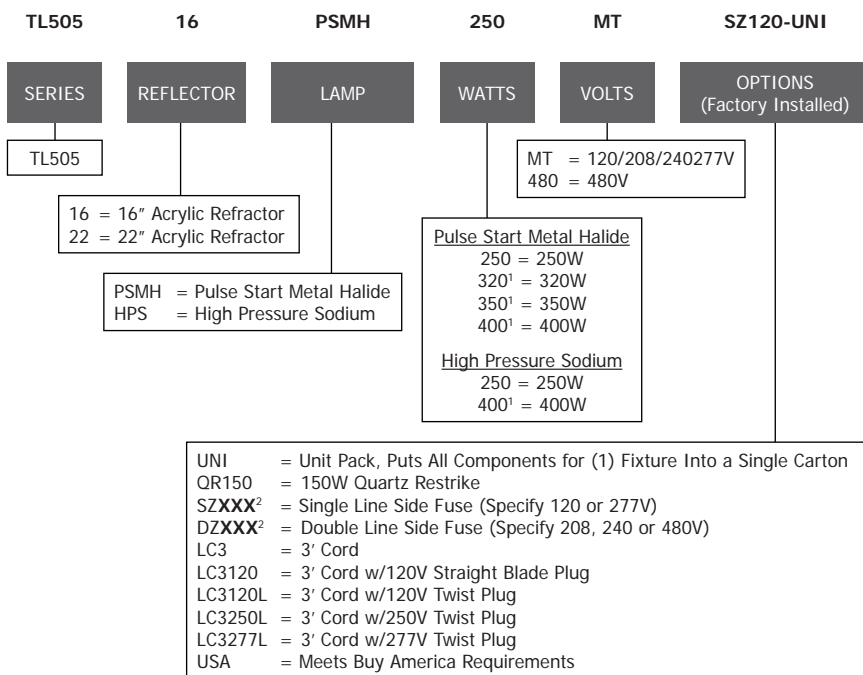 TL505 16 PSMH 250 MT SZ120-UNI
SERIES REFLECTOR LAMP WATTS VOLTS OPTIONS
(Factory Installed)
TL505
MT = 120/208/240277V
480 = 480V
16 = 16" Acrylic Refractor
22 = 22" Acrylic Refractor
Pulse Start Metal Halide
250 = 250W
320¹ = 320W
350¹ = 350W
400¹ = 400W
High Pressure Sodium
250 = 250W
400¹ = 400W
PSMH = Pulse Start Metal Halide
HPS = High Pressure Sodium
UNI = Unit Pack, Puts All Components for (1) Fixture Into a Single Carton
QR150 = 150W Quartz Restrike
SZXXX² = Single Line Side Fuse (Specify 120 or 277V)
DZXXX² = Double Line Side Fuse (Specify 208, 240 or 480V)
LC3 = 3′ Cord
LC3120 = 3′ Cord w/120V Straight Blade Plug
LC3120L = 3′ Cord w/120V Twist Plug
LC3250L = 3′ Cord w/250V Twist Plug
LC3277L = 3′ Cord w/277V Twist Plug
USA = Meets Buy America Requirements